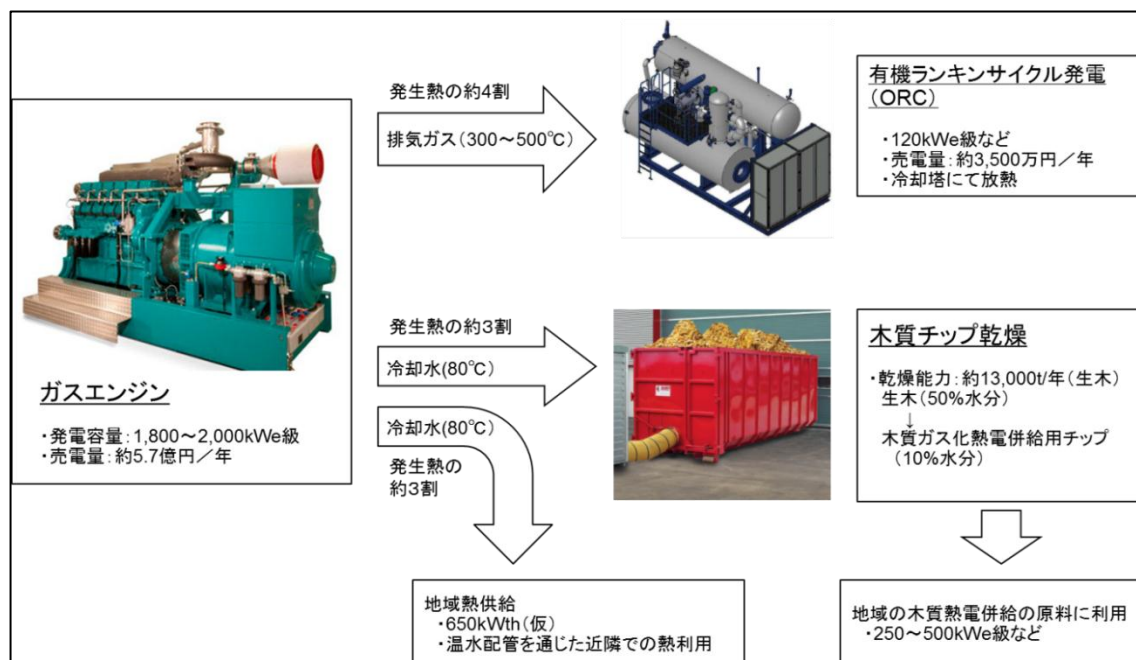 発生熱の約4割
排気ガス(300～500℃)
有機ランキンサイクル発電
(ORC)
・120kWe級など
・売電量：約3,500万円／年
・冷却塔にて放熱
ガスエンジン
・発電容量：1,800～2,000kWe級
・売電量：約5.7億円／年
発生熱の約3割
冷却水(80℃)
冷却水(80℃)
発生熱の
約3割
木質チップ乾燥
・乾燥能力：約13,000t/年(生木)
生木(50%水分)
↓
木質ガス化熱電併給用チップ
(10%水分)
地域熱供給
・650kWth(仮)
・温水配管を通じた近隣での熱利用
地域の木質熱電併給の原料に利用
・250～500kWe級など